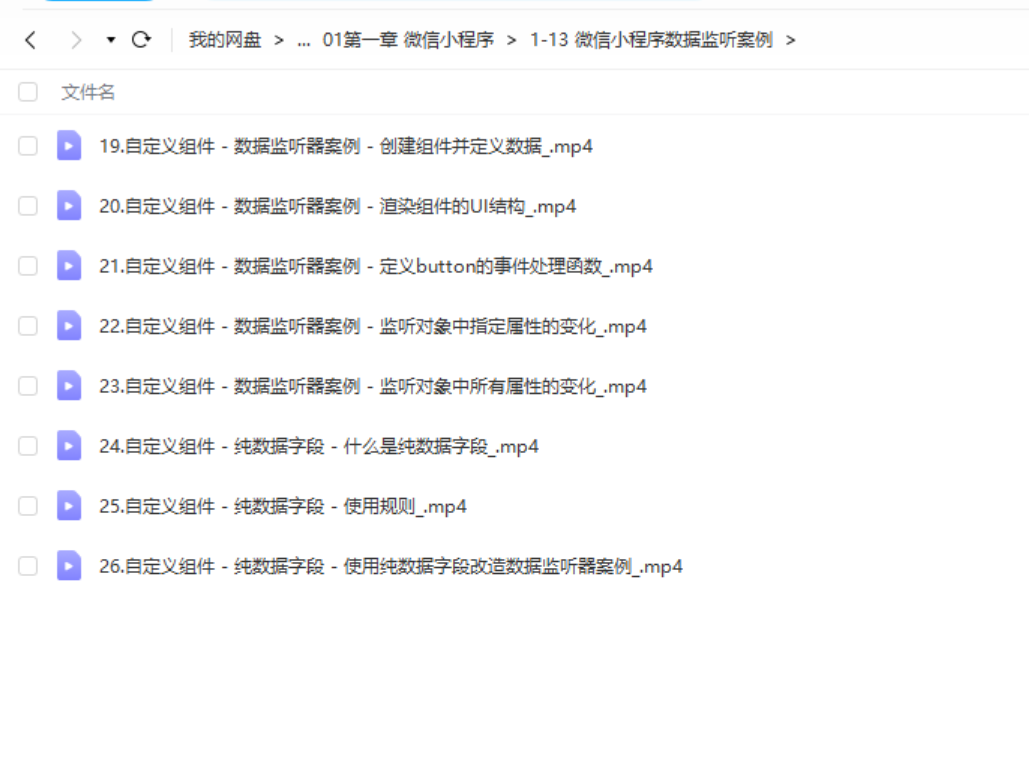 我的网盘 > ... 01第一章 微信小程序 > 1-13 微信小程序数据监听案例 >
文件名
19.自定义组件 - 数据监听器案例 - 创建组件并定义数据_.mp4
20.自定义组件 - 数据监听器案例 - 渲染组件的UI结构_.mp4
21.自定义组件 - 数据监听器案例 - 定义button的事件处理函数_.mp4
22.自定义组件 - 数据监听器案例 - 监听对象中指定属性的变化_.mp4
23.自定义组件 - 数据监听器案例 - 监听对象中所有属性的变化_.mp4
24.自定义组件 - 纯数据字段 - 什么是纯数据字段_.mp4
25.自定义组件 - 纯数据字段 - 使用规则_.mp4
26.自定义组件 - 纯数据字段 - 使用纯数据字段改造数据监听器案例_.mp4